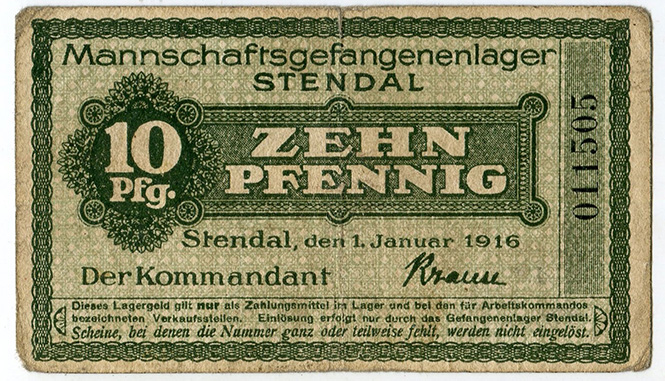 Mannschaftsgefangenenlager
STENDAL
10
Pfg.
ZEHN
PFENNIG
011505
Stendal, den 1. Januar 1916
Der Kommandant Krause
Dieses Lagergeld gilt nur als Zahlungsmittel im Lager und bei den für Arbeitskommandos
bezeichneten Verkaufsstellen. Einlösung erfolgt nur durch das Gefangenenlager Stendal.
Scheine, bei denen die Nummer ganz oder teilweise fehlt, werden nicht eingelöst.